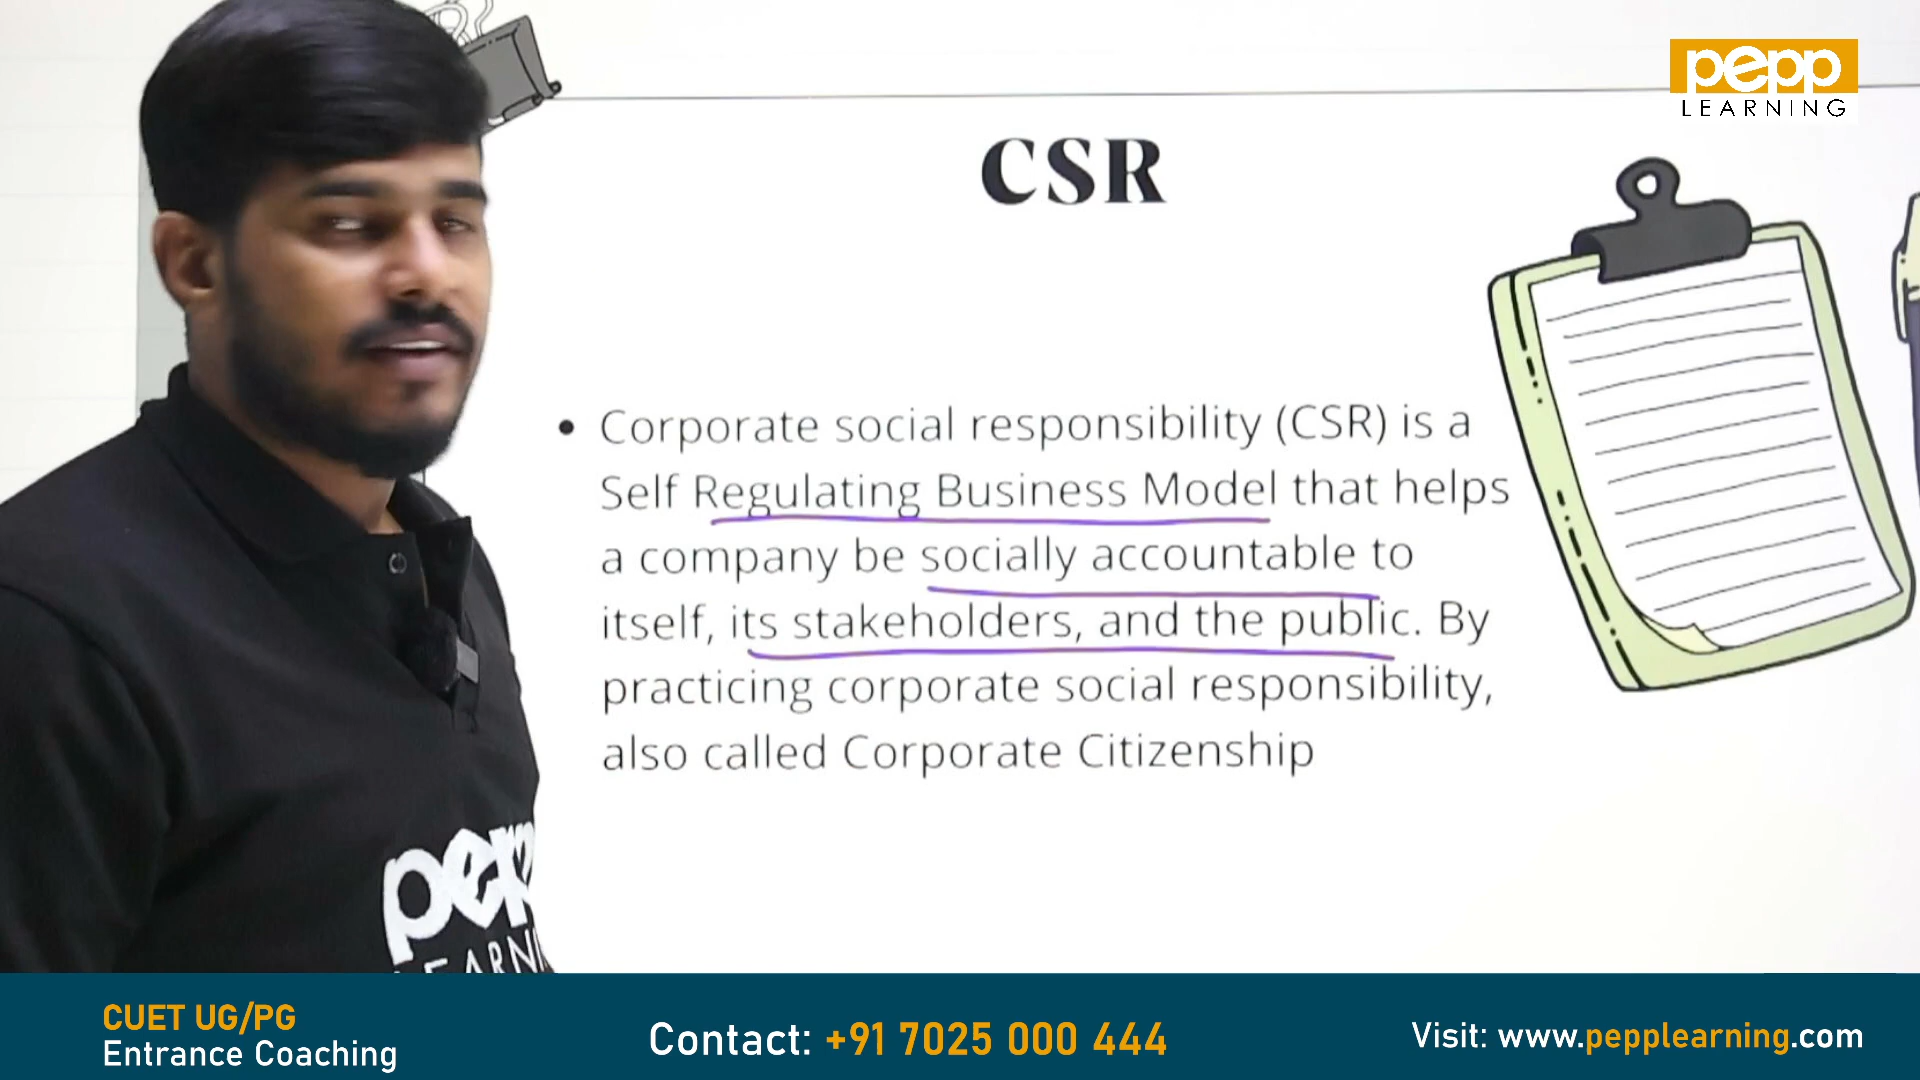 pepp
LEARNING
CSR
• Corporate social responsibility (CSR) is a
Self Regulating Business Model that helps
a company be socially accountable to
itself, its stakeholders, and the public. By
practicing corporate social responsibility,
also called Corporate Citizenship
pepp
LEARNI
CUET UG/PG
Entrance Coaching
Contact: +91 7025 000 444
Visit: www.pepplearning.com